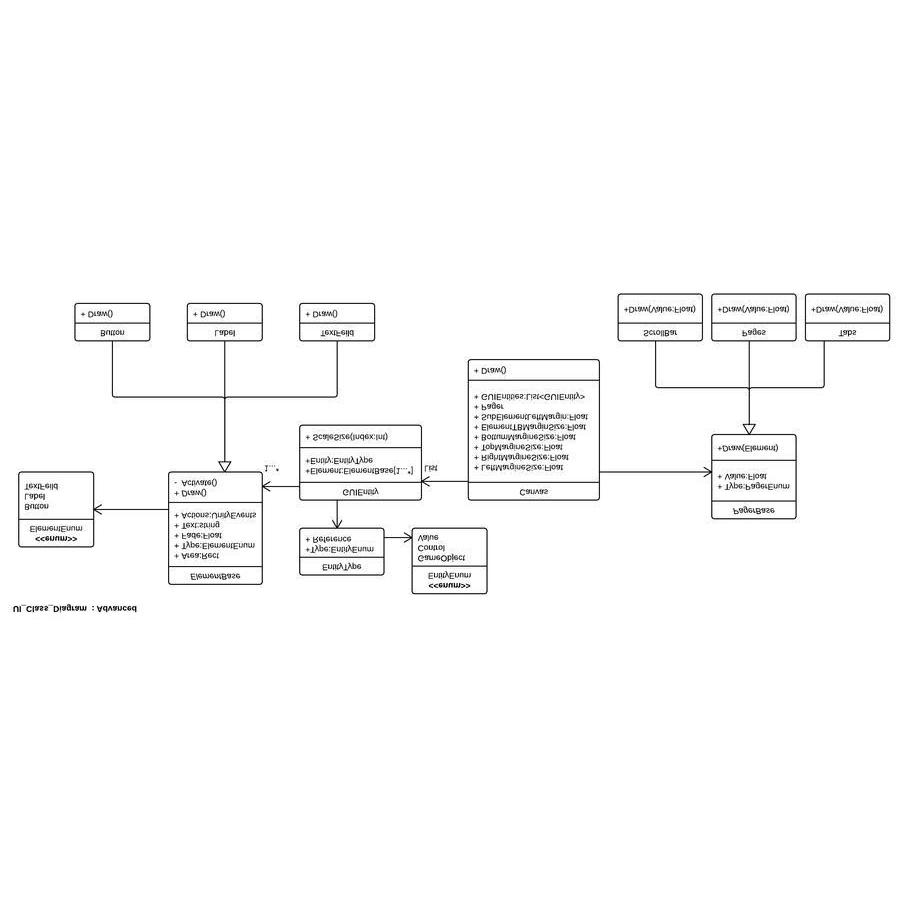 UI_Class_Diagram : Advanced
<<enum>>
ElementEnum
Button
Label
TextFeild
ElementBase
+ Area:Rect
+ Type:ElementEnum
+ Fade:Float
+ Text:string
+ Actions:UnityEvents
+ Draw()
- Activate()
1...*
EntityType
+Type:EntityEnum
+ Reference
<<enum>>
EntityEnum
GameObject
Control
Value
GUIEntity
+Element:ElementBase[1...*]
+Entity:EntityType
+ ScaleSize(Index:Int)
List
Canvas
+ LeftMargineSize:Float
+ RightMargineSize:Float
+ TopMargineSize:Float
+ BottumMargineSize:Float
+ ElementTBMarginSize:Float
+ SubElementLeftMargin:Float
+ Pager
+ GUIEntities:List<GUIEntity>
+ Draw()
PagerBase
+ Type:PagerEnum
+ Value:Float
+Draw(Element)
Button
+ Draw()
Label
+ Draw()
TextFeild
+ Draw()
ScrollBar
+Draw(Value:Float)
Pages
+Draw(Value:Float)
Tabs
+Draw(Value:Float)